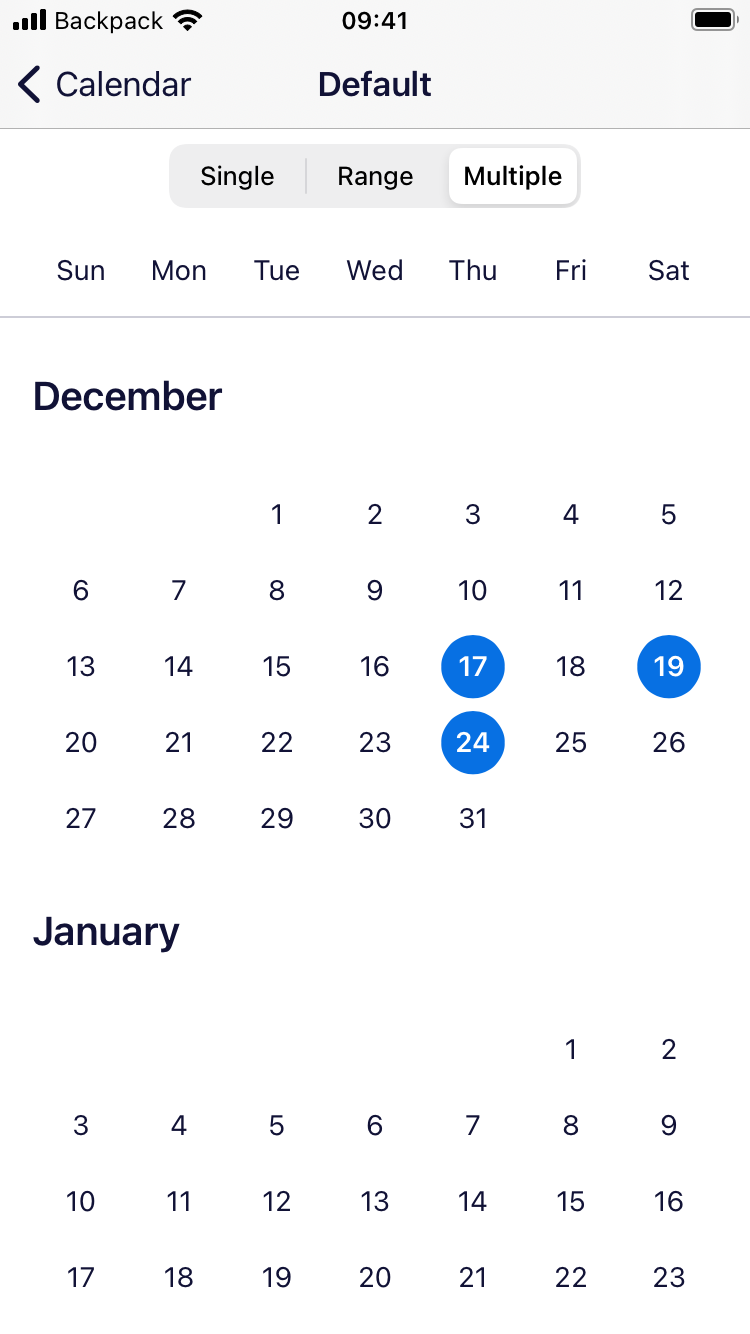 Backpack 09:41
Calendar Default
Single Range Multiple
Sun Mon Tue Wed Thu Fri Sat
December
1 2 3 4 5
6 7 8 9 10 11 12
13 14 15 16 17 18 19
20 21 22 23 24 25 26
27 28 29 30 31
January
1 2
3 4 5 6 7 8 9
10 11 12 13 14 15 16
17 18 19 20 21 22 23